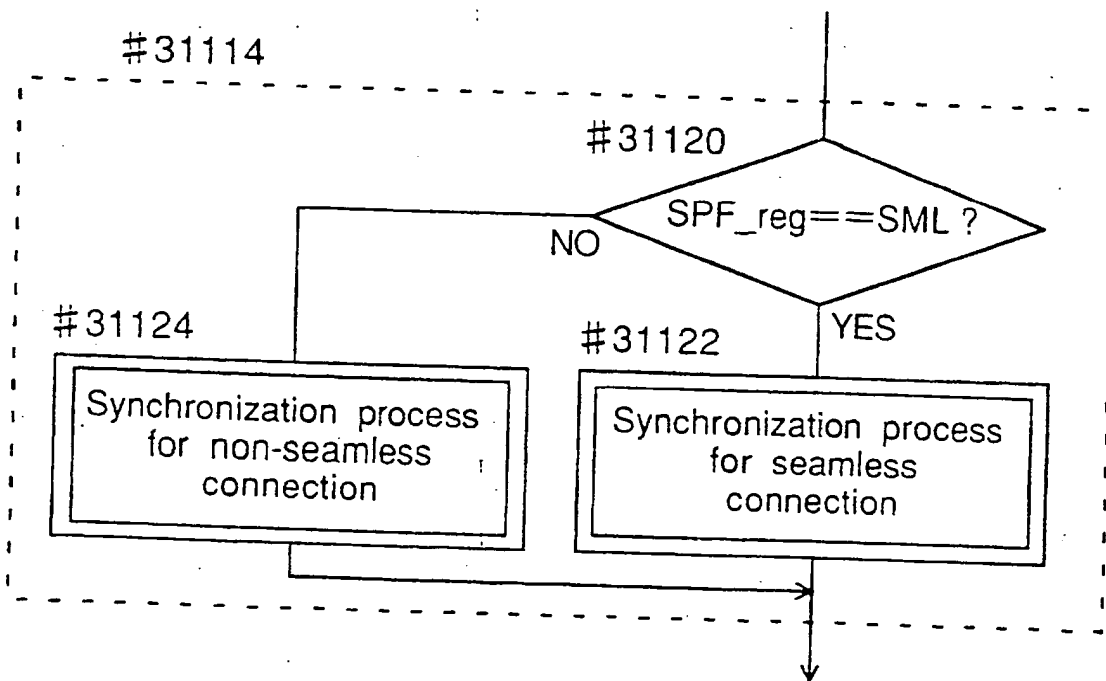 #31114
#31120
SPF_reg==SML ?
NO
YES
#31124
#31122
Synchronization process
for non-seamless
connection
Synchronization process
for seamless
connection